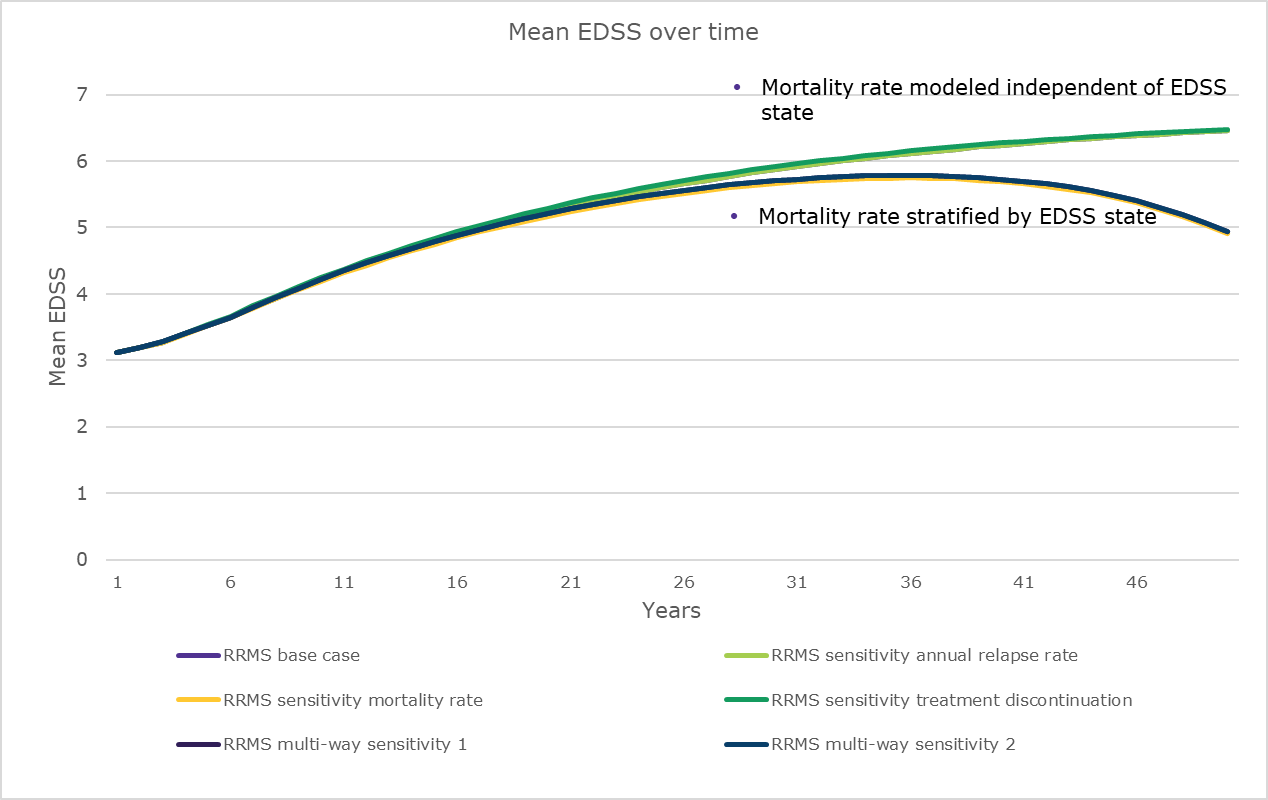 Mean EDSS over time
• Mortality rate modeled independent of EDSS
state
• Mortality rate stratified by EDSS state
Mean EDSS
7
6
5
4
3
2
1
0
1 6 11 16 21 26 31 36 41 46
Years
RRMS base case
RRMS sensitivity annual relapse rate
RRMS sensitivity mortality rate
RRMS sensitivity treatment discontinuation
RRMS multi-way sensitivity 1
RRMS multi-way sensitivity 2